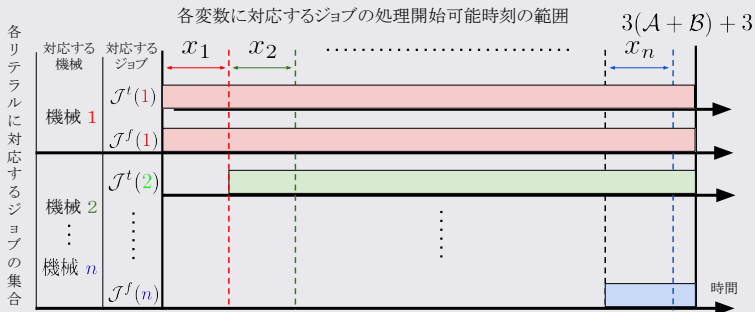 各変数に対応するジョブの処理開始可能時刻の範囲
3(𝒜 + ℬ) + 3
各リテラルに対応するジョブの集合
対応する機械
対応するジョブ
x₁
x₂
xₙ
機械 1
𝒥ᵗ(1)
𝒥ᶠ(1)
機械 2
𝒥ᵗ(2)
機械 n
𝒥ᶠ(n)
時間